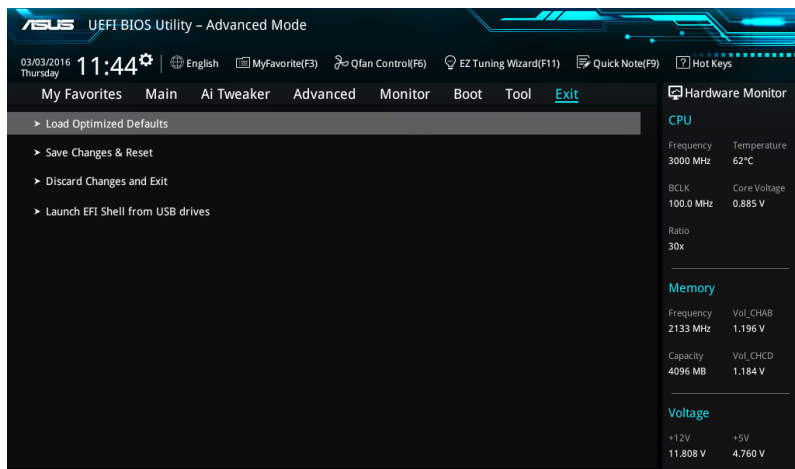 ASUS UEFI BIOS Utility – Advanced Mode
03/03/2016 Thursday 11:44 English MyFavorite(F3) Qfan Control(F6) EZ Tuning Wizard(F11) Quick Note(F9) ? Hot Keys
My Favorites Main Ai Tweaker Advanced Monitor Boot Tool Exit
> Load Optimized Defaults
> Save Changes & Reset
> Discard Changes and Exit
> Launch EFI Shell from USB drives
Hardware Monitor
CPU
Frequency Temperature
3000 MHz 62°C
BCLK Core Voltage
100.0 MHz 0.885 V
Ratio
30x
Memory
Frequency Vol_CHAB
2133 MHz 1.196 V
Capacity Vol_CHCD
4096 MB 1.184 V
Voltage
+12V +5V
11.808 V 4.760 V